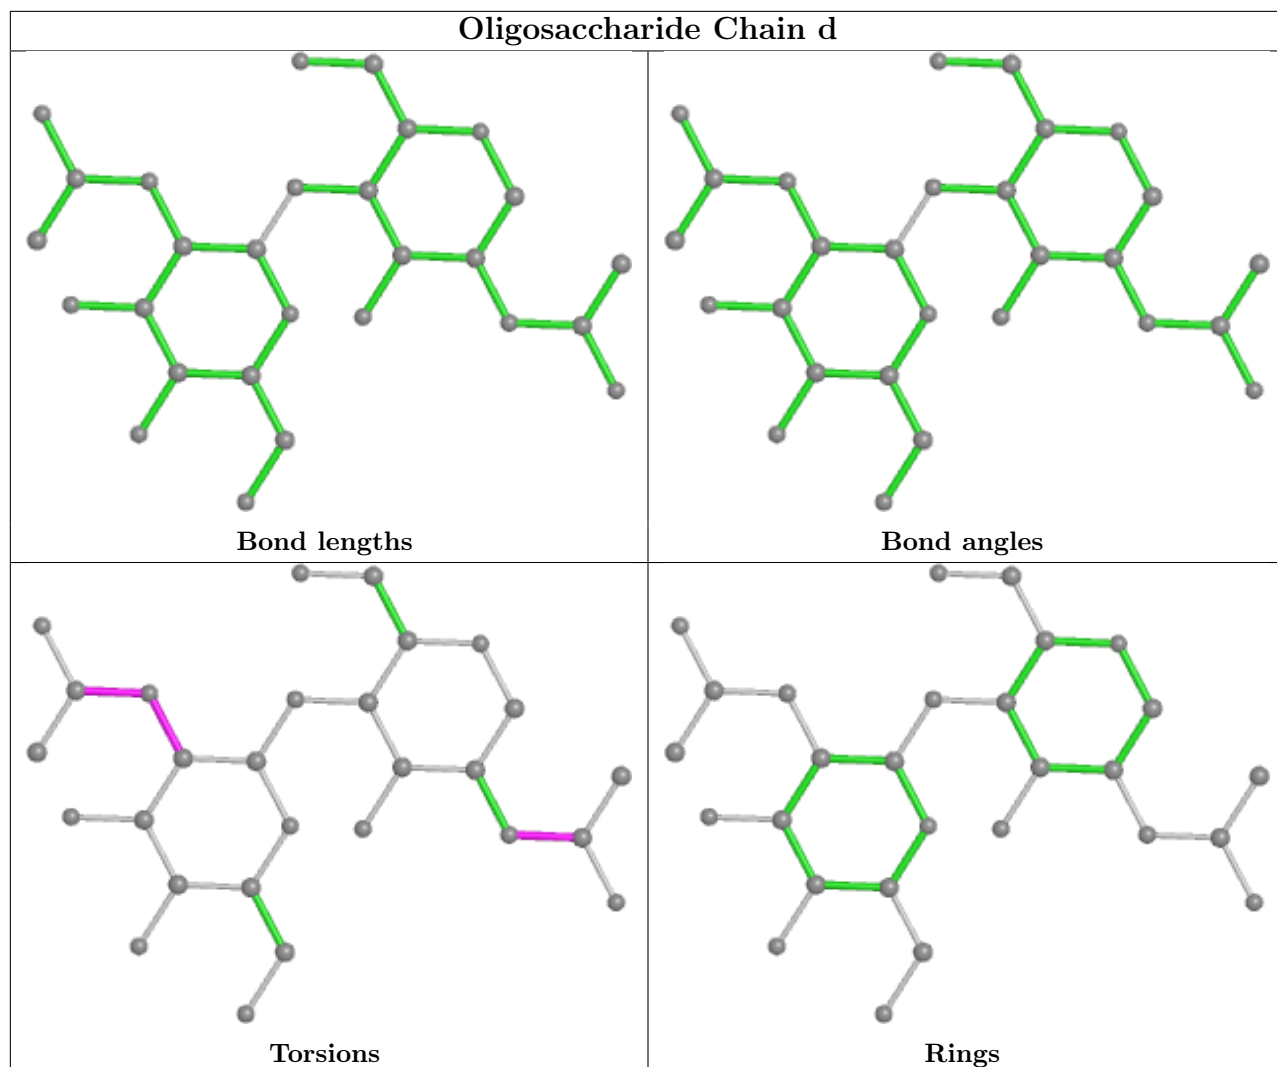 Oligosaccharide Chain d
Bond lengths
Bond angles
Torsions
Rings